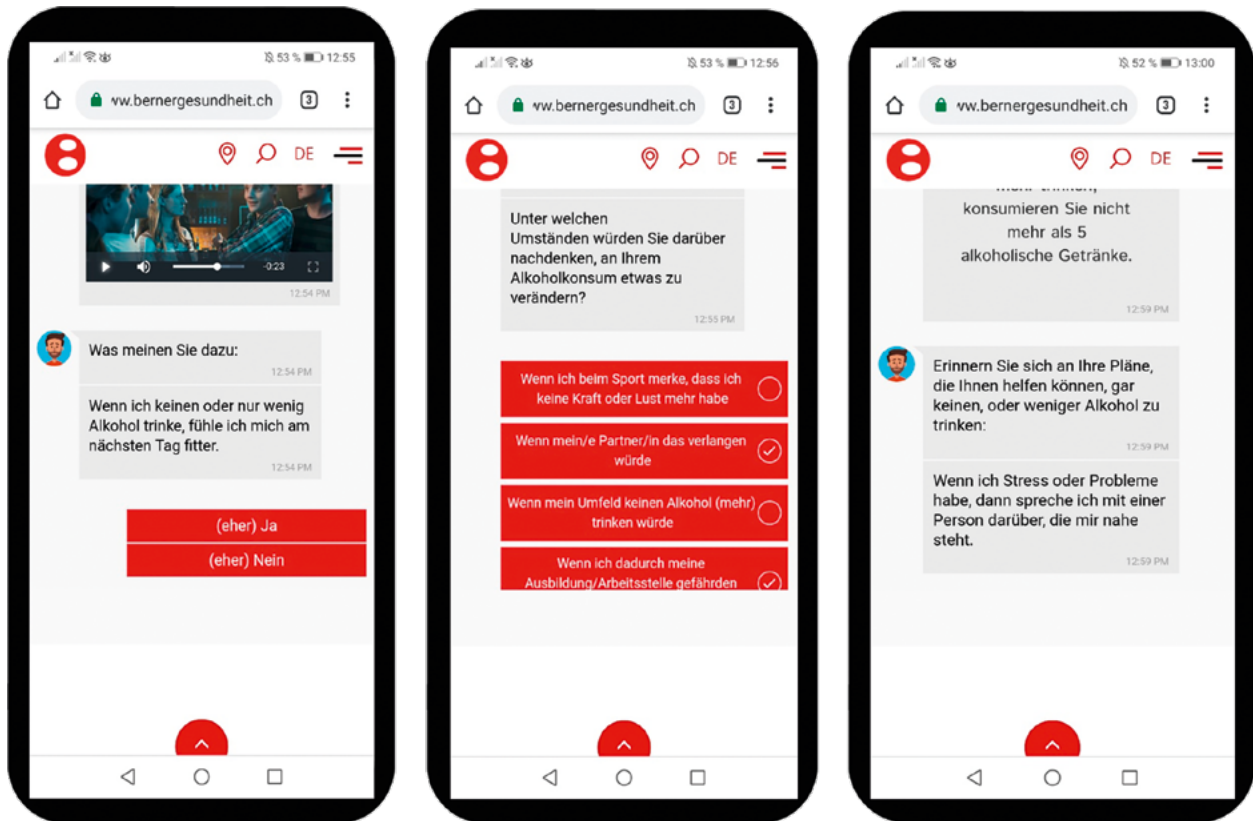 53 % 12:55
ww.bernergesundheit.ch 3
DE
-0:23
12:54 PM
Was meinen Sie dazu:
12:54 PM
Wenn ich keinen oder nur wenig
Alkohol trinke, fühle ich mich am
nächsten Tag fitter.
12:54 PM
(eher) Ja
(eher) Nein
53 % 12:56
ww.bernergesundheit.ch 3
DE
Unter welchen
Umständen würden Sie darüber
nachdenken, an Ihrem
Alkoholkonsum etwas zu
verändern?
12:55 PM
Wenn ich beim Sport merke, dass ich
keine Kraft oder Lust mehr habe
Wenn mein/e Partner/in das verlangen
würde
Wenn mein Umfeld keinen Alkohol (mehr)
trinken würde
Wenn ich dadurch meine
Ausbildung/Arbeitsstelle gefährden
52 % 13:00
ww.bernergesundheit.ch 3
DE
mehr trinken,
konsumieren Sie nicht
mehr als 5
alkoholische Getränke.
12:59 PM
Erinnern Sie sich an Ihre Pläne,
die Ihnen helfen können, gar
keinen, oder weniger Alkohol zu
trinken:
12:59 PM
Wenn ich Stress oder Probleme
habe, dann spreche ich mit einer
Person darüber, die mir nahe
steht.
12:59 PM